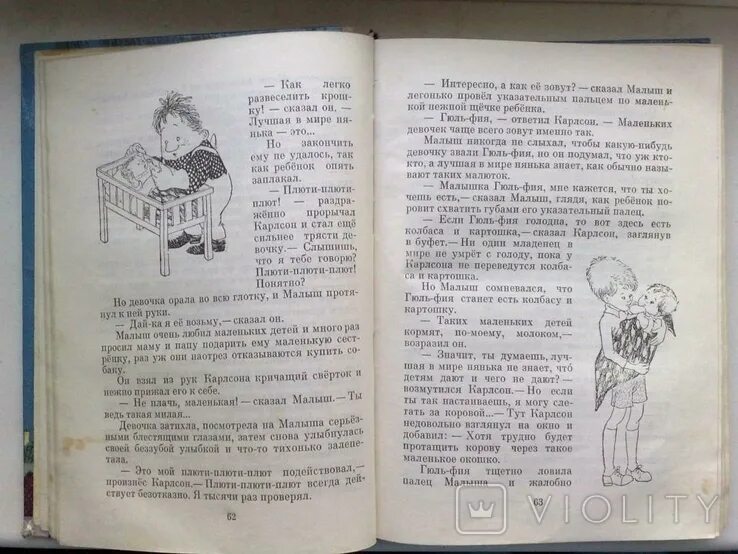 — Как легко
развеселить крош-
ку! — сказал он. —
Лучшая в мире ня-
нька — это...
Но закончить
ему не удалось, так
как ребёнок опять
заплакал.
— Плюти-плюти-
плют! — раздра-
жённо прорычал
Карлсон и стал ещё
сильнее трясти де-
вочку. — Слышишь,
что я тебе говорю?
Плюти-плюти-плют!
Понятно?
Но девочка орала во всю глотку, и Малыш протя-
нул к ней руки.
— Дай-ка я её возьму, — сказал он.
Малыш очень любил маленьких детей и много раз
просил маму и папу подарить ему маленькую сест-
рёнку, раз уж они наотрез отказываются купить со-
баку.
Он взял из рук Карлсона кричащий свёрток и
нежно прижал его к себе.
— Не плачь, маленькая! — сказал Малыш. — Ты
ведь такая милая...
Девочка затихла, посмотрела на Малыша серьёз-
ными блестящими глазами, затем снова улыбнулась
своей беззубой улыбкой и что-то тихонько залепе-
тала.
— Это мой плюти-плюти-плют подействовал, —
произнёс Карлсон. — Плюти-плюти-плют всегда дей-
ствует безотказно. Я тысячи раз проверял.
62
— Интересно, а как её зовут? — сказал Малыш и
легонько провёл указательным пальцем по малень-
кой нежной щёчке ребёнка.
— Гюль-фия, — ответил Карлсон. — Маленьких
девочек чаще всего зовут именно так.
Малыш никогда не слыхал, чтобы какую-нибудь
девочку звали Гюль-фия, но он подумал, что уж кто-
кто, а лучшая в мире нянька знает, как обычно на-
зывают таких малюток.
— Малышка Гюль-фия, мне кажется, что ты хо-
чешь есть, — сказал Малыш, глядя, как ребёнок но-
ровит схватить губами его указательный палец.
— Если Гюль-фия голодна, то вот здесь есть
колбаса и картошка, — сказал Карлсон, заглянув
в буфет. — Ни один младенец в
мире не умрёт с голоду, пока у
Карлсона не переведутся колба-
са и картошка.
Но Малыш сомневался, что
Гюль-фия станет есть колбасу и
картошку.
— Таких маленьких детей
кормят, по-моему, молоком, —
возразил он.
— Значит, ты думаешь, луч-
шая в мире нянька не знает, что
детям дают и чего не дают? —
возмутился Карлсон. — Но если
ты так настаиваешь, я могу сле-
тать за коровой... — Тут Карлсон
недовольно взглянул на окно и
добавил: — Хотя трудно будет
протащить корову через такое
маленькое окошко.
Гюль-фия тщетно ловила
палец Малыша и жалобно
63
VIOLITY